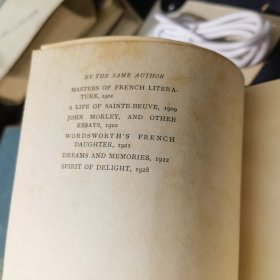 BY THE SAME AUTHOR
MASTERS OF FRENCH LITERA-
TURE, 1901
A LIFE OF SAINTE-BEUVE, 1909
JOHN MORLEY, AND OTHER
ESSAYS, 1920
WORDSWORTH'S FRENCH
DAUGHTER, 1921
DREAMS AND MEMORIES, 1922
SPIRIT OF DELIGHT, 1928